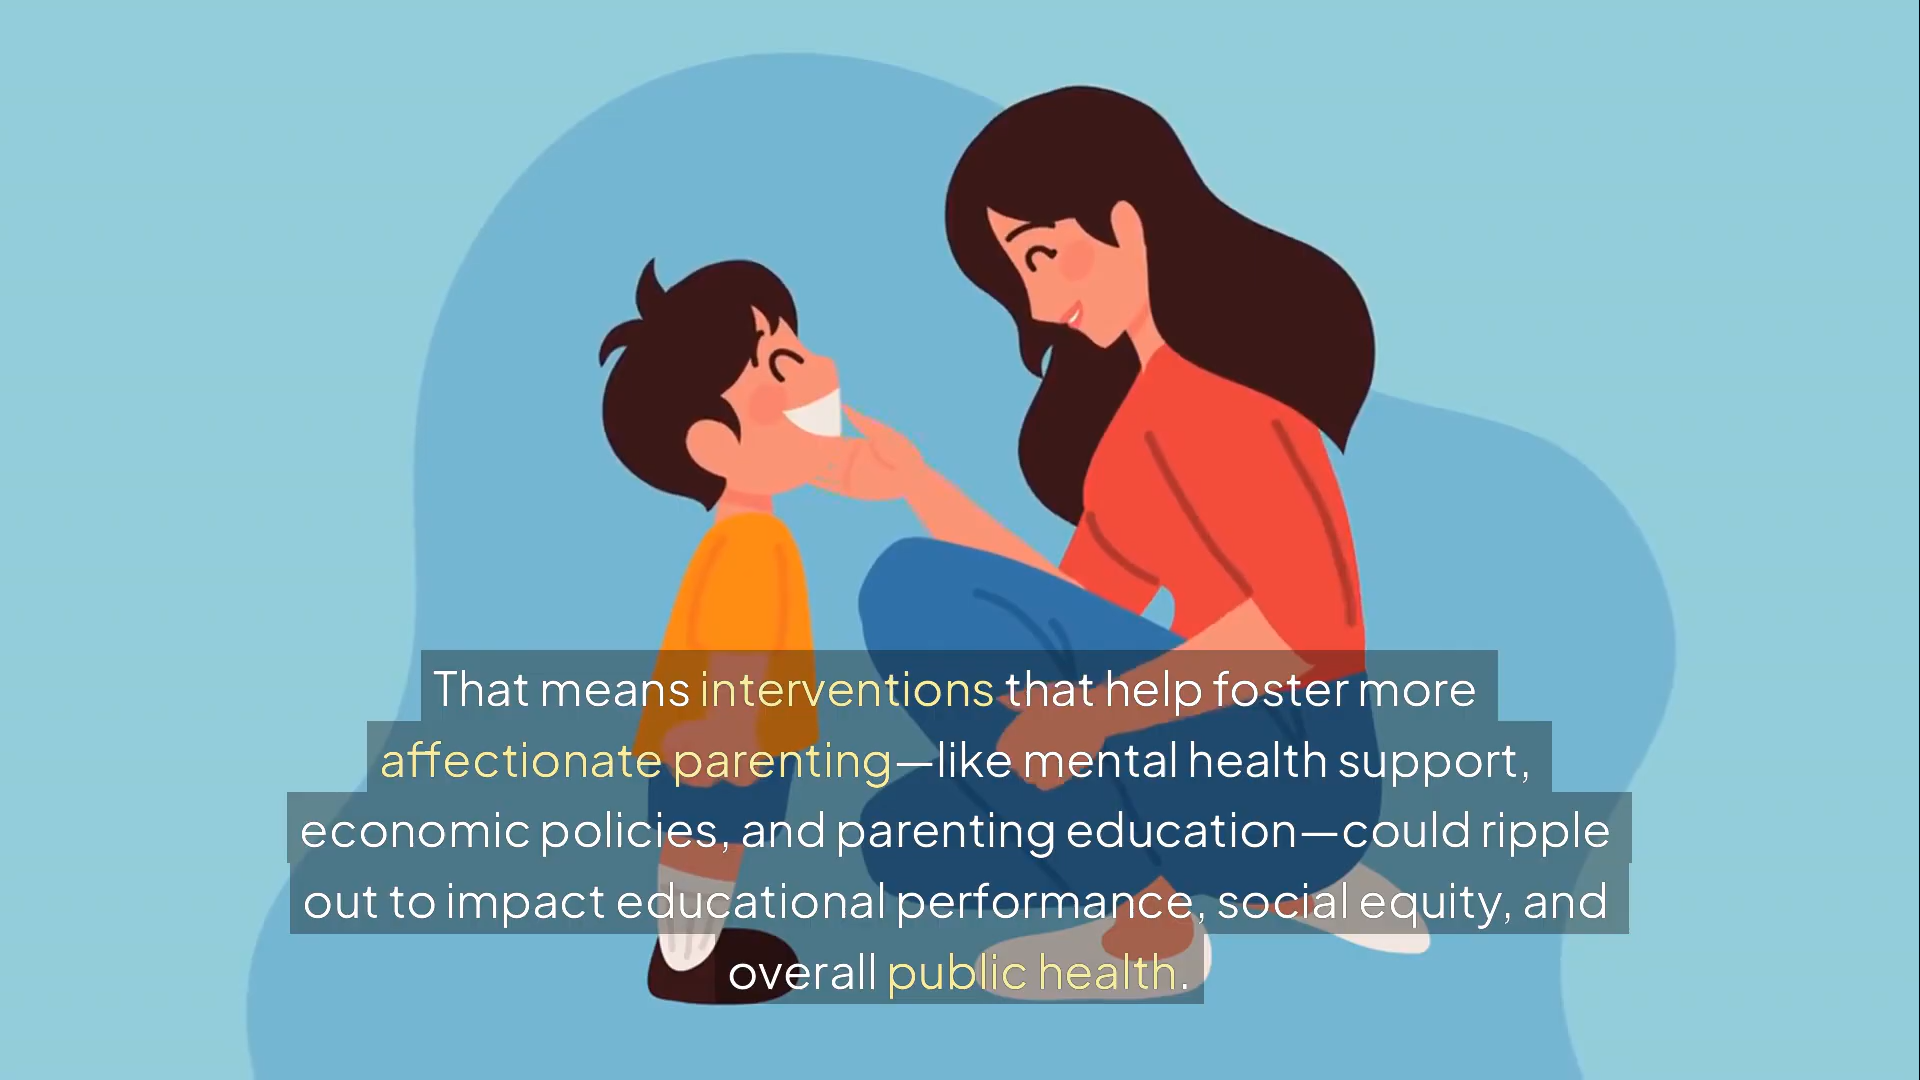 That means interventions that help foster more
affectionate parenting—like mental health support,
economic policies, and parenting education—could ripple
out to impact educational performance, social equity, and
overall public health.